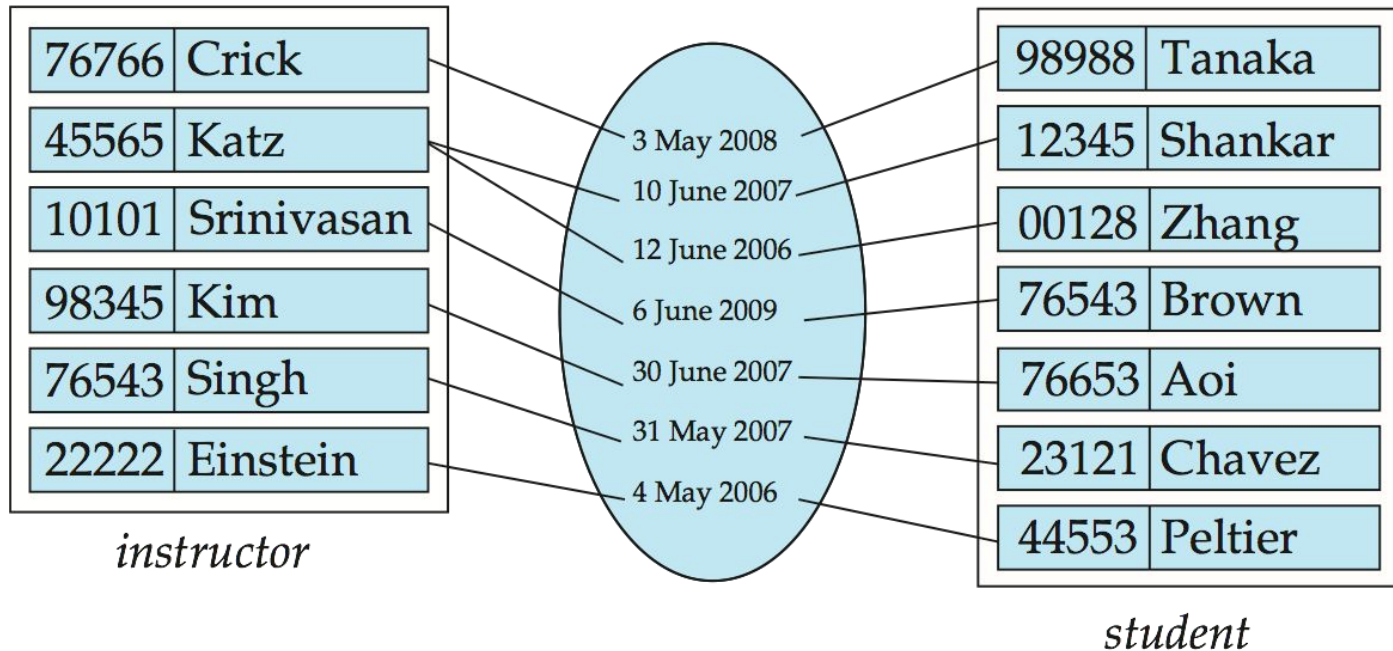 76766 Crick
45565 Katz
10101 Srinivasan
98345 Kim
76543 Singh
22222 Einstein
instructor
3 May 2008
10 June 2007
12 June 2006
6 June 2009
30 June 2007
31 May 2007
4 May 2006
98988 Tanaka
12345 Shankar
00128 Zhang
76543 Brown
76653 Aoi
23121 Chavez
44553 Peltier
student